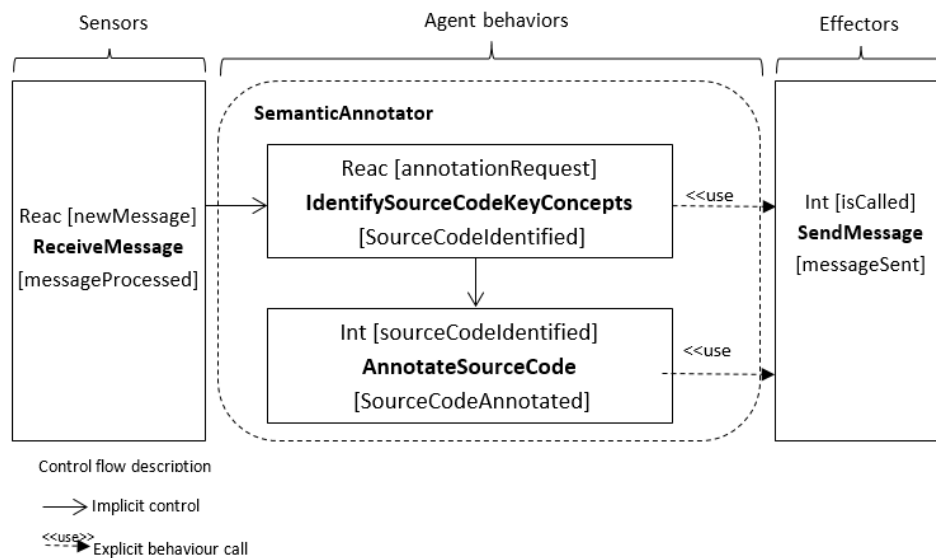 Sensors
Agent behaviors
Effectors
SemanticAnnotator
Reac [newMessage]
ReceiveMessage
[messageProcessed]
Reac [annotationRequest]
IdentifySourceCodeKeyConcepts
[SourceCodeIdentified]
<<use
Int [sourceCodeIdentified]
AnnotateSourceCode
[SourceCodeAnnotated]
<<use
Int [isCalled]
SendMessage
[messageSent]
Control flow description
Implicit control
<<use>>
Explicit behaviour call